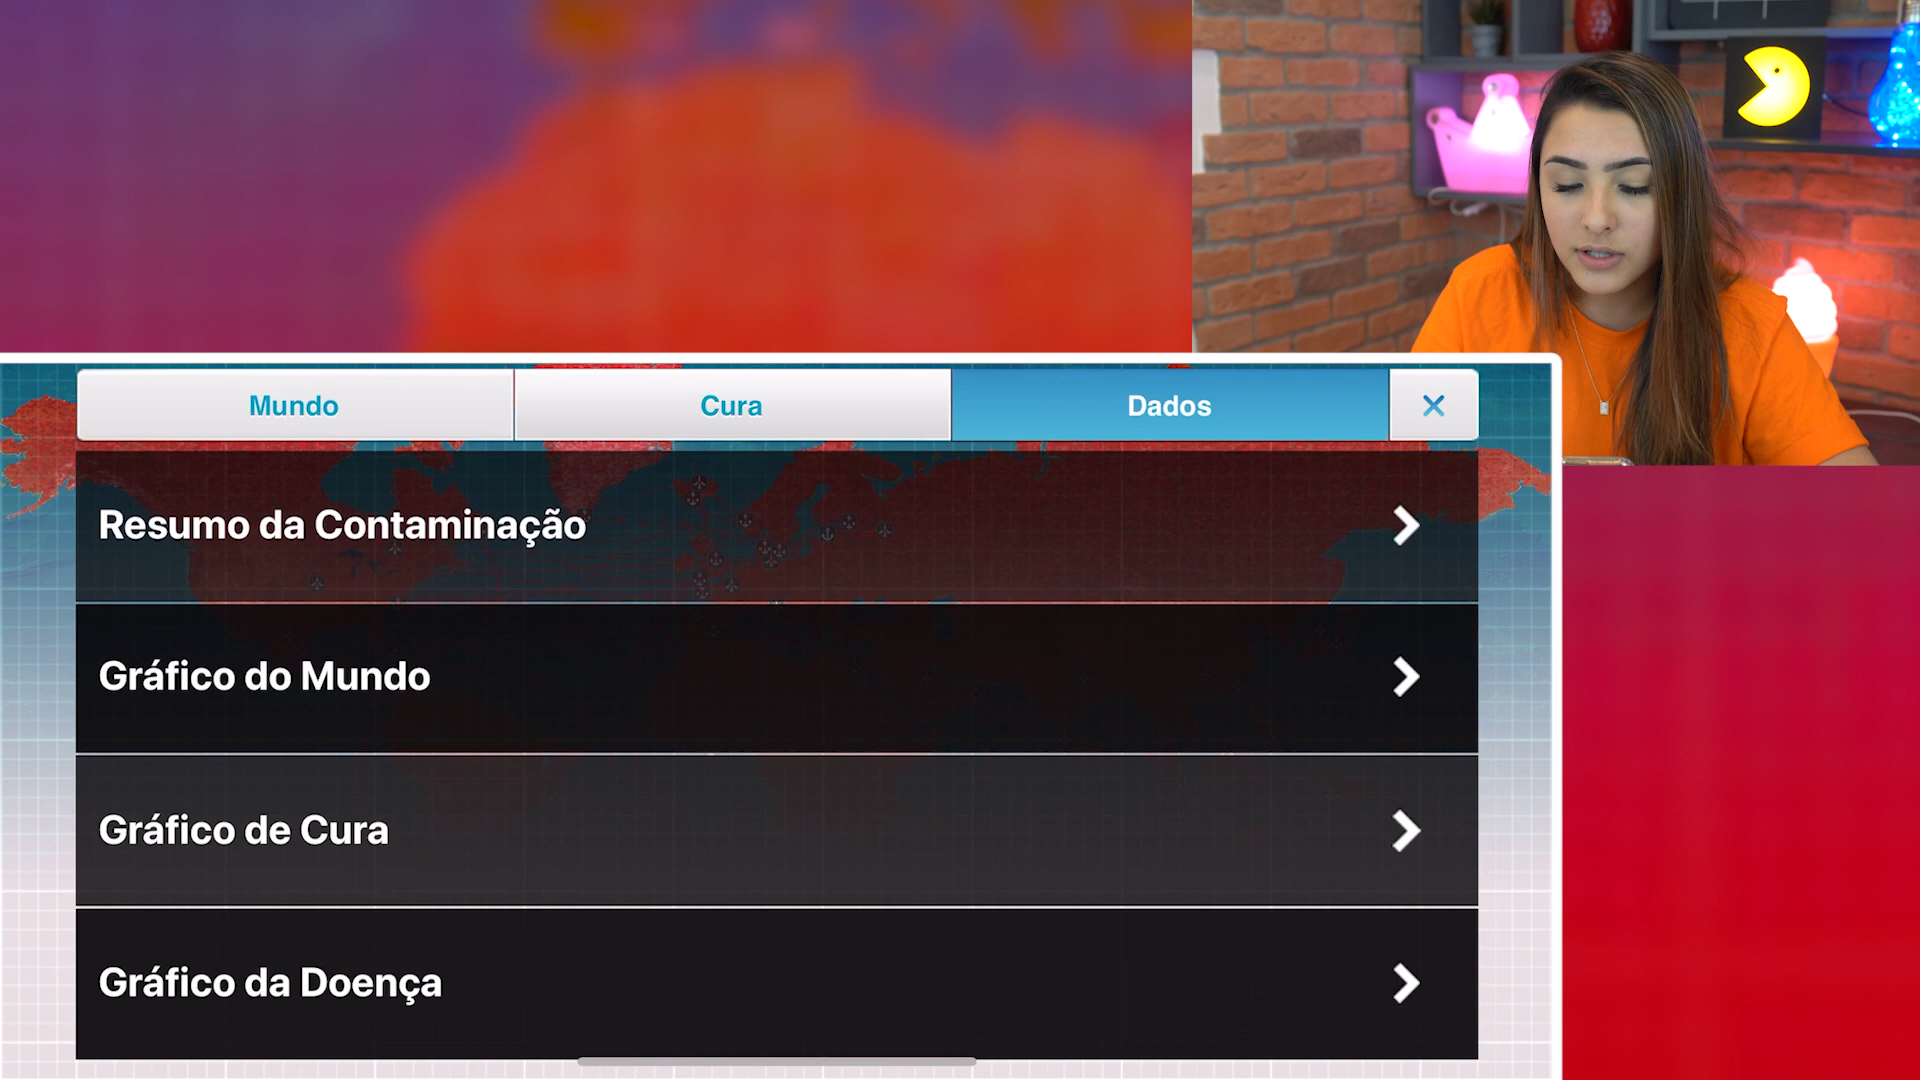 Mundo
Cura
Dados
Resumo da Contaminação
Gráfico do Mundo
Gráfico de Cura
Gráfico da Doença